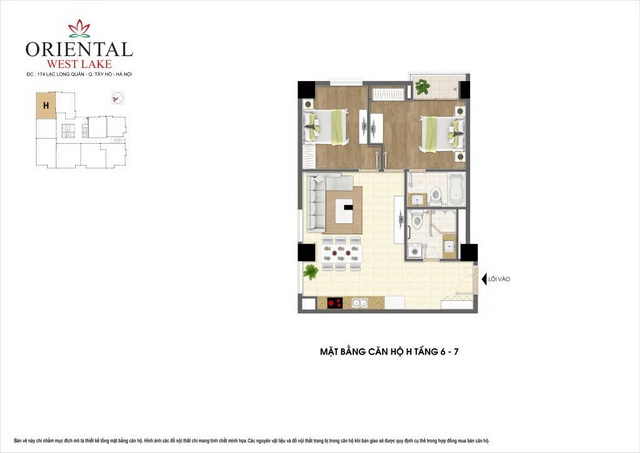 ORIENTAL
WEST LAKE
ĐC : 174 LẠC LONG QUÂN - Q. TÂY HỒ - HÀ NỘI
H
LỐI VÀO
MẶT BẰNG CĂN HỘ H TẦNG 6 - 7
Bản vẽ này chỉ nhằm mục đích mô tả thiết kế tổng mặt bằng căn hộ. Hình ảnh các đồ nội thất chỉ mang tính chất minh họa. Các nguyên vật liệu và đồ nội thất trang bị trong căn hộ khi bàn giao sẽ được quy định cụ thể trong hợp đồng mua bán căn hộ.